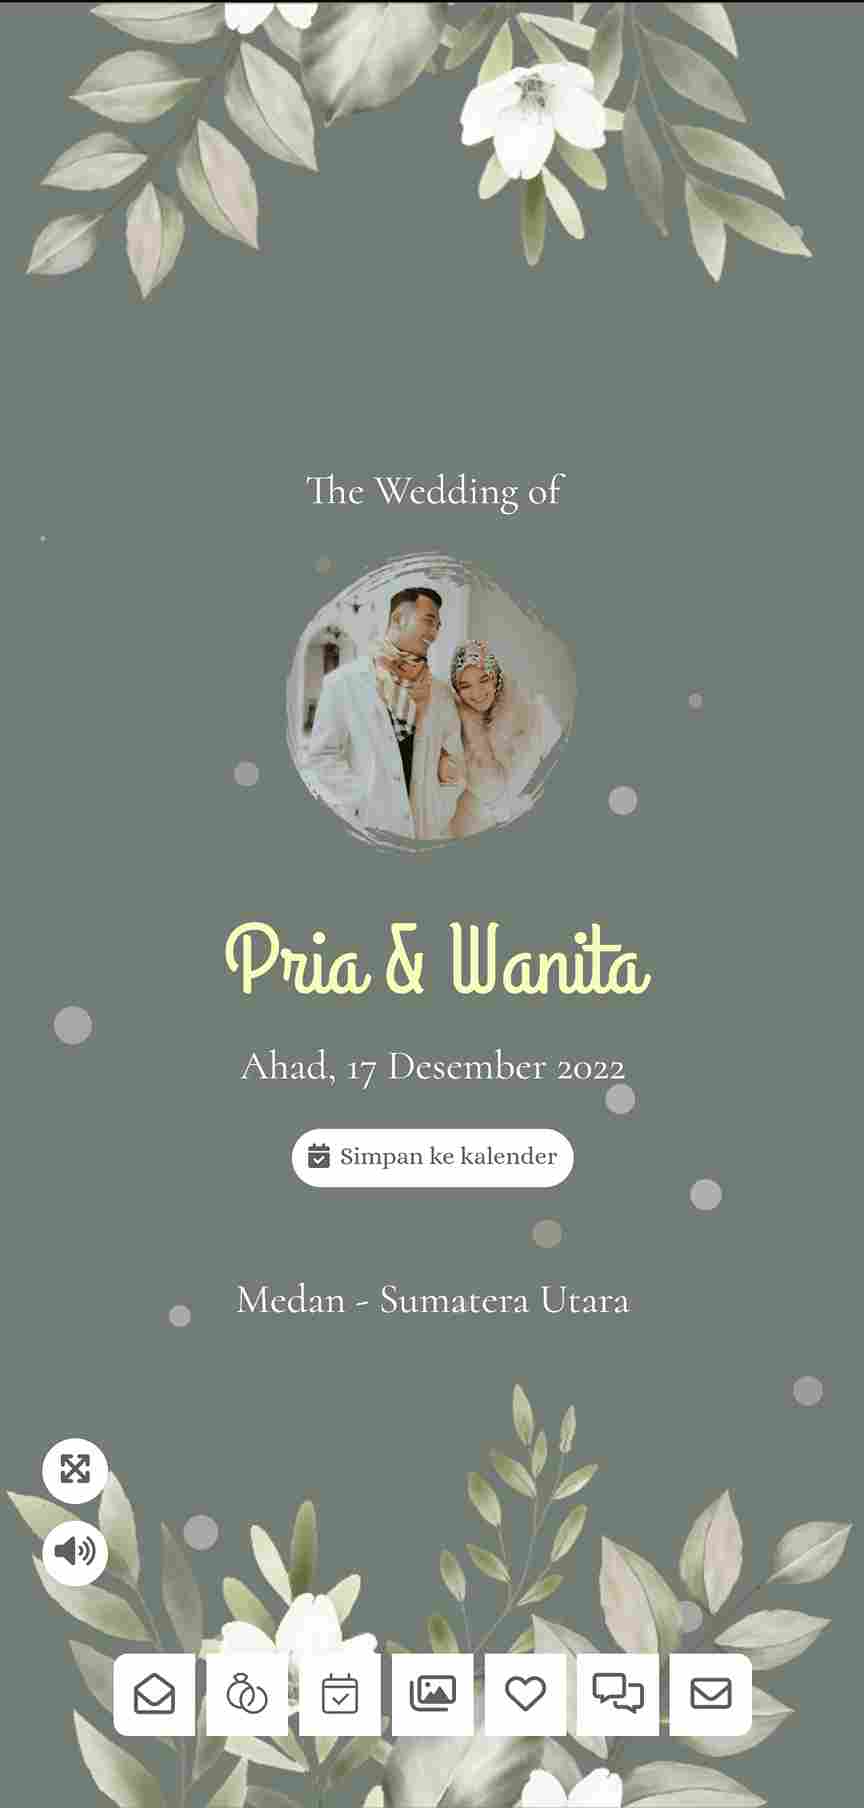 The Wedding of
Pria & Wanita
Ahad, 17 Desember 2022
Simpan ke kalender
Medan - Sumatera Utara